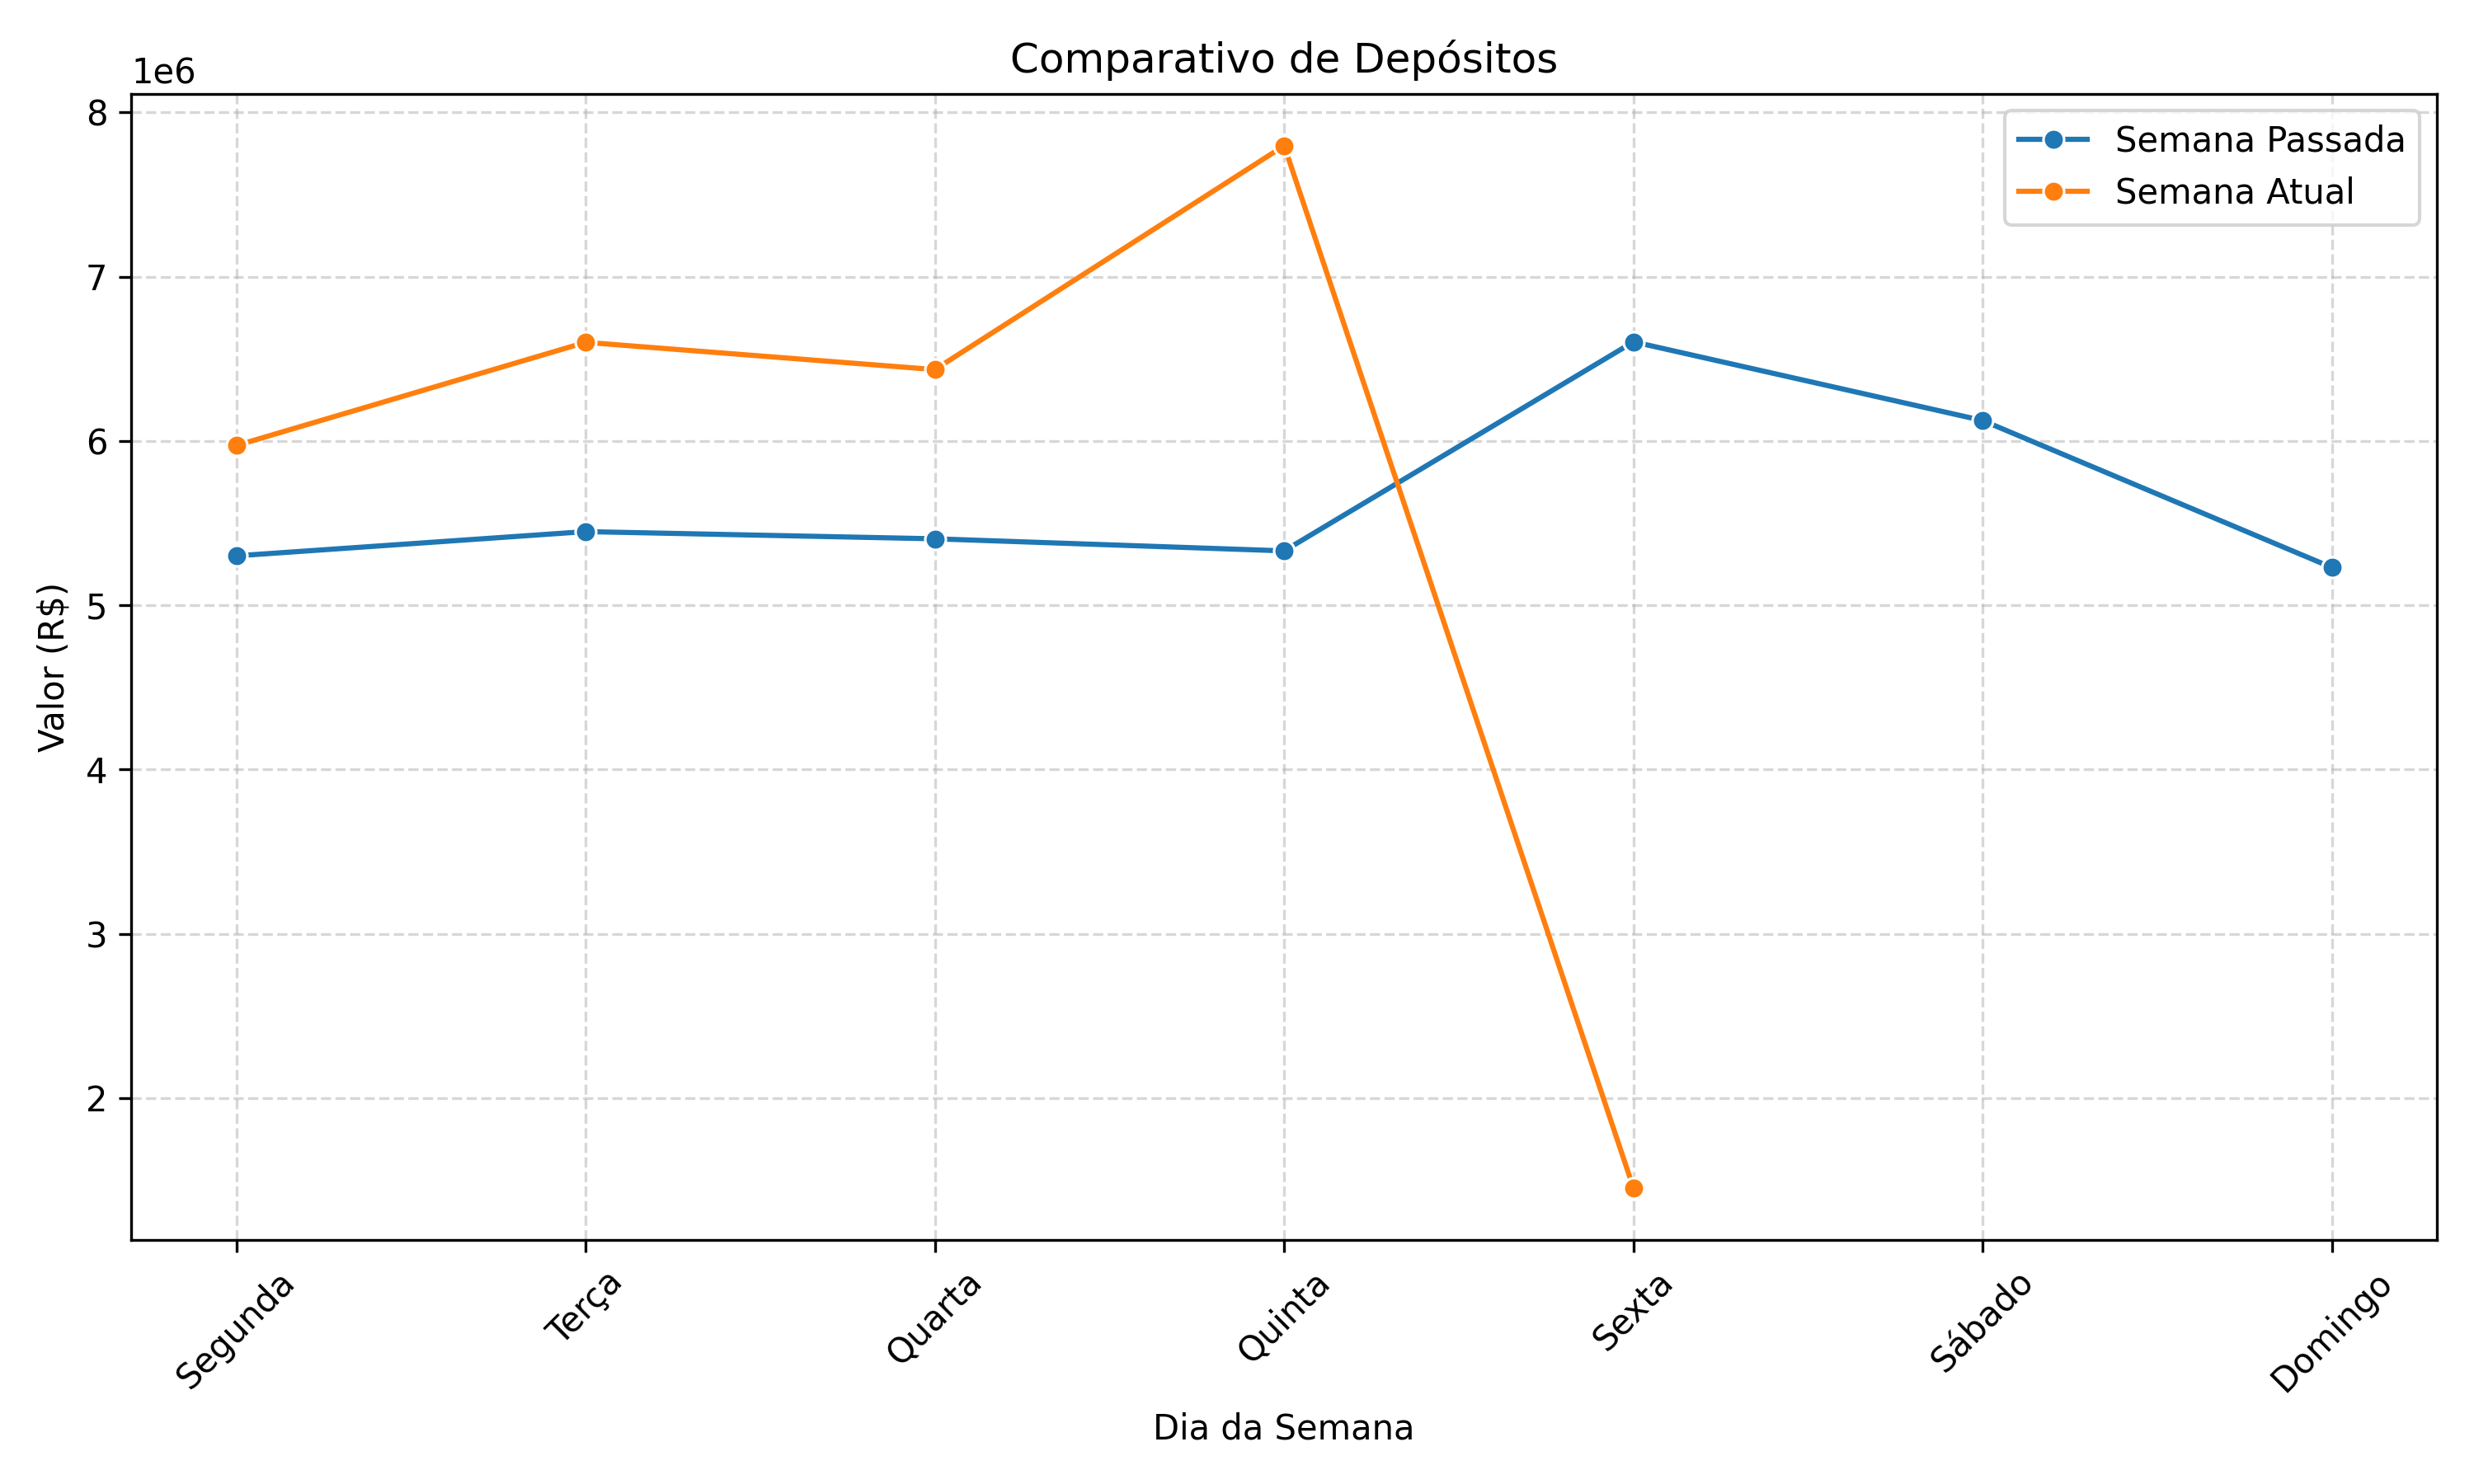 Comparativo de Depósitos
1e6
8
7
6
5
4
3
2
Valor (R$)
Semana Passada
Semana Atual
Segunda
Terça
Quarta
Quinta
Sexta
Sábado
Domingo
Dia da Semana